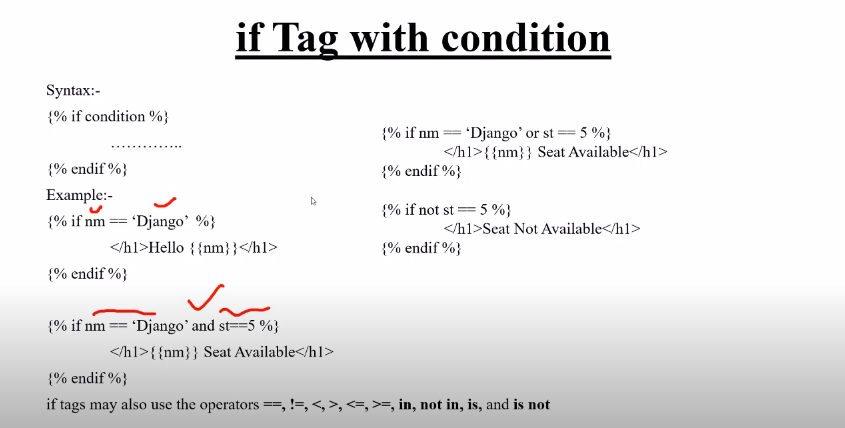 if Tag with condition
Syntax:-
{% if condition %}
…………..
{% endif %}
Example:-
{% if nm == ‘Django’ %}
</h1>Hello {{nm}}</h1>
{% endif %}
{% if nm == ‘Django’ and st==5 %}
</h1>{{nm}} Seat Available</h1>
{% endif %}
{% if nm == ‘Django’ or st == 5 %}
</h1>{{nm}} Seat Available</h1>
{% endif %}
{% if not st == 5 %}
</h1>Seat Not Available</h1>
{% endif %}
if tags may also use the operators ==, !=, <, >, <=, >=, in, not in, is, and is not